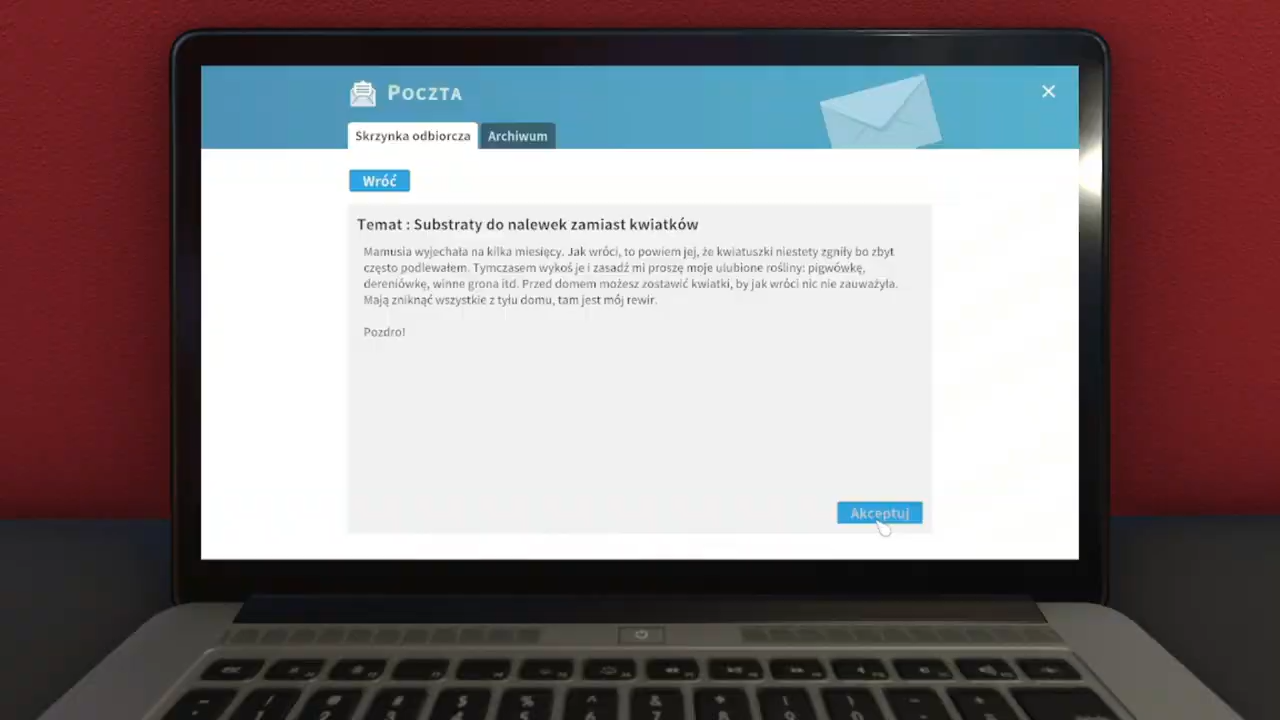 Poczta
Skrzynka odbiorcza
Archiwum
Wróć
Temat : Substraty do nalewek zamiast kwiatków
Mamusia wyjechała na kilka miesięcy. Jak wróci, to powiem jej, że kwiatuszki niestety zgniły bo zbyt
często podlewałem. Tymczasem wykoś je i zasadź mi proszę moje ulubione rośliny: pigwówkę,
dereniówkę, winne grona itd. Przed domem możesz zostawić kwiatki, by jak wróci nic nie zauważyła.
Mają zniknąć wszystkie z tyłu domu, tam jest mój rewir.
Pozdro!
Akceptuj